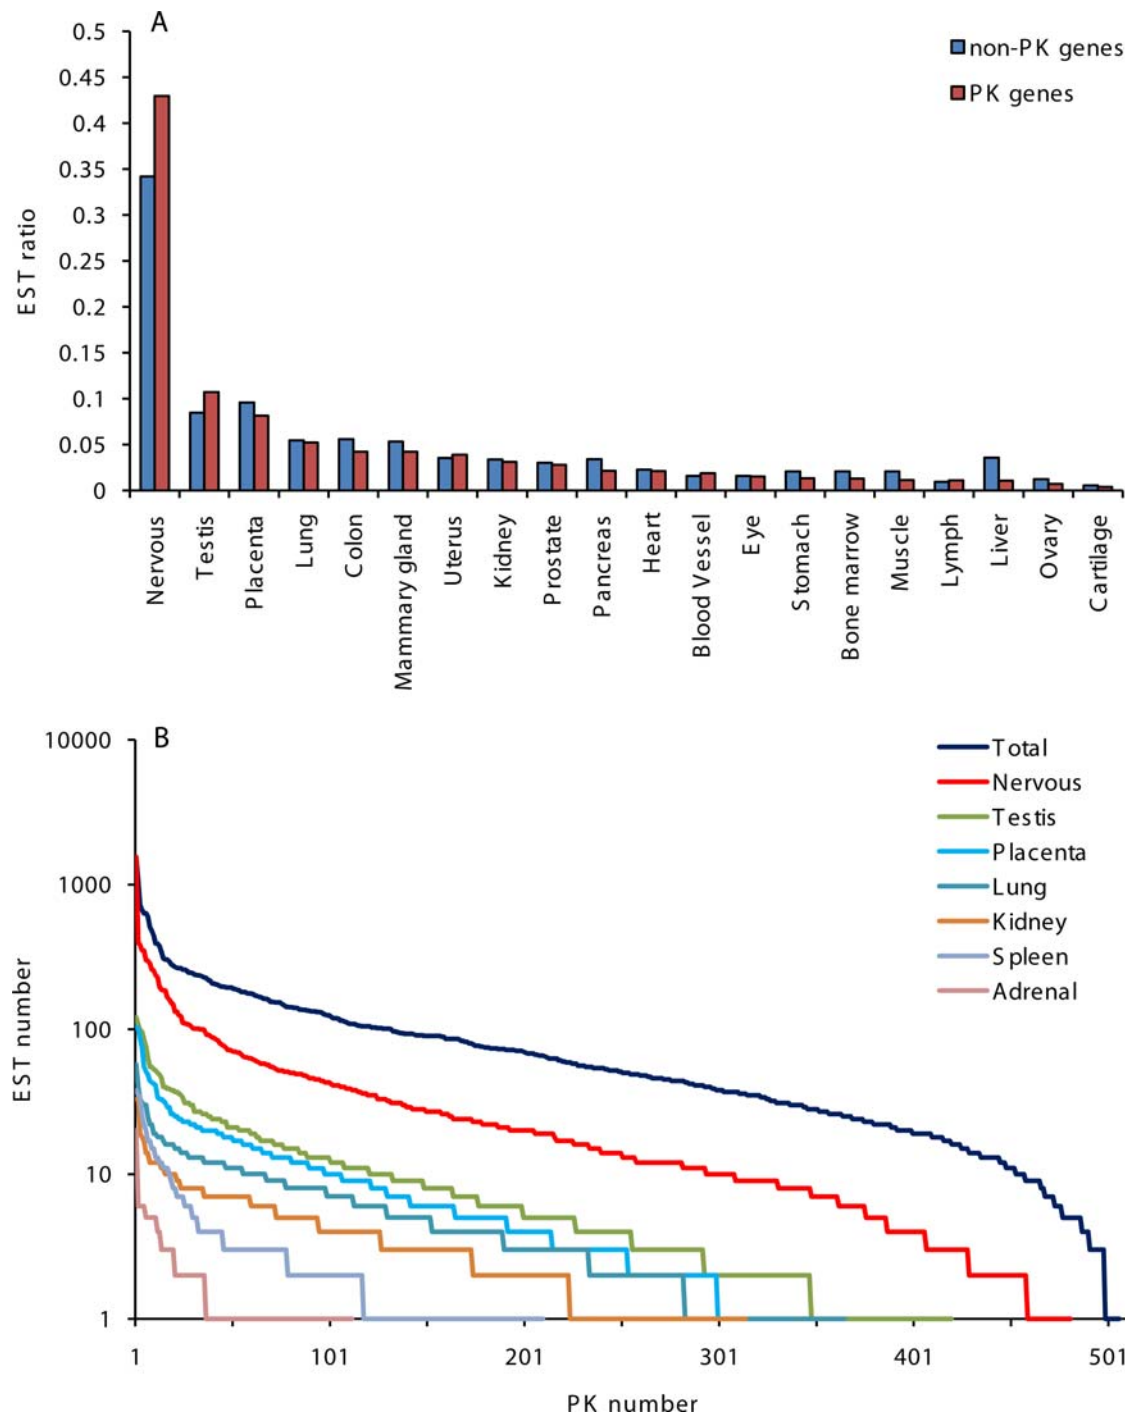 A
0.5
0.45
0.4
0.35
0.3
0.25
0.2
0.15
0.1
0.05
0
EST ratio
non-PK genes
PK genes
Nervous
Testis
Placenta
Lung
Colon
Mammary gland
Uterus
Kidney
Prostate
Pancreas
Heart
Blood Vessel
Eye
Stomach
Bone marrow
Muscle
Lymph
Liver
Ovary
Cartilage
B
10000
1000
100
10
1
EST number
Total
Nervous
Testis
Placenta
Lung
Kidney
Spleen
Adrenal
1 101 201 301 401 501
PK number